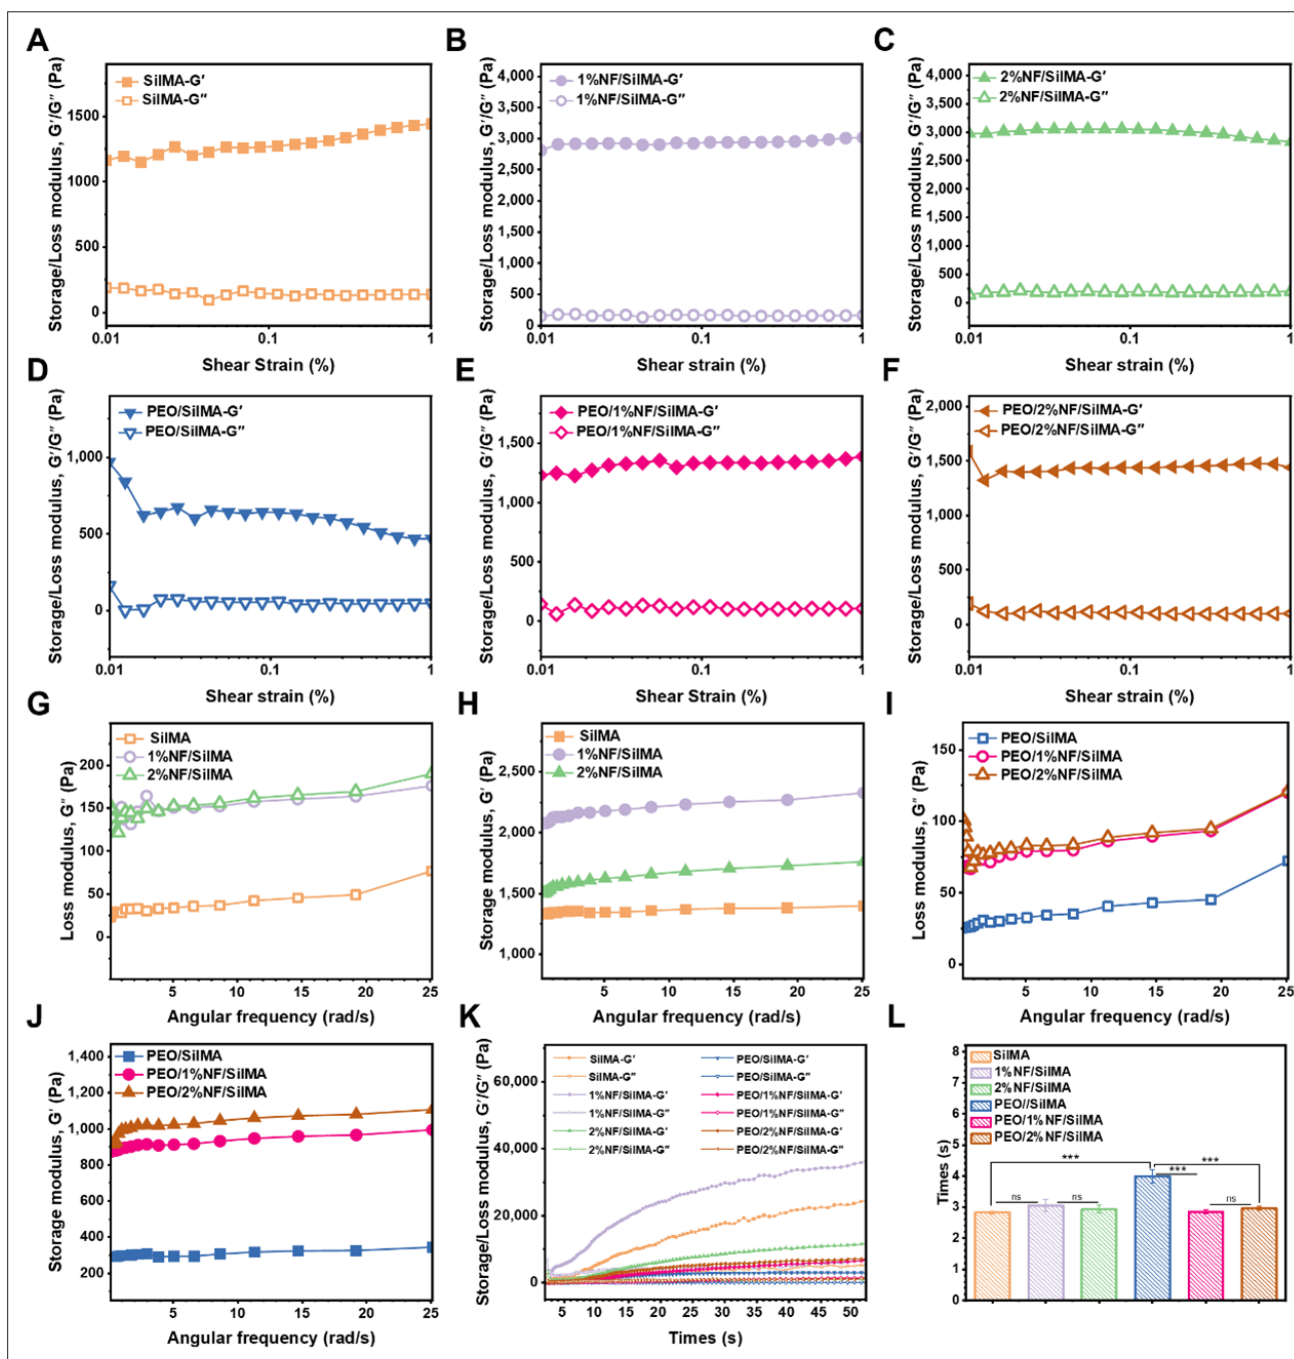 A
Storage/Loss modulus, G′/G″ (Pa)
SilMA-G′
SilMA-G″
1500
1000
500
0
0.01
0.1
1
Shear Strain (%)
B
Storage/Loss modulus, G′/G″ (Pa)
1%NF/SilMA-G′
1%NF/SilMA-G″
4,000
3,500
3,000
2,500
2,000
1,500
1,000
500
0
0.01
0.1
1
Shear strain (%)
C
Storage/Loss modulus, G′/G″ (Pa)
2%NF/SilMA-G′
2%NF/SilMA-G″
4,000
3,500
3,000
2,500
2,000
1,500
1,000
500
0
0.01
0.1
1
Shear strain (%)
D
Storage/Loss modulus, G′/G″ (Pa)
PEO/SilMA-G′
PEO/SilMA-G″
1,000
500
0
0.01
0.1
1
Shear strain (%)
E
Storage/Loss modulus, G′/G″ (Pa)
PEO/1%NF/SilMA-G′
PEO/1%NF/SilMA-G″
1,500
1,000
500
0
0.01
0.1
1
Shear strain (%)
F
Storage/Loss modulus, G′/G″ (Pa)
PEO/2%NF/SilMA-G′
PEO/2%NF/SilMA-G″
2,000
1,500
1,000
500
0
0.01
0.1
1
Shear strain (%)
G
Loss modulus, G″ (Pa)
SilMA
1%NF/SilMA
2%NF/SilMA
200
150
100
50
0
5
10
15
20
25
Angular frequency (rad/s)
H
Storage modulus, G′ (Pa)
SilMA
1%NF/SilMA
2%NF/SilMA
2,500
2,000
1,500
1,000
5
10
15
20
25
Angular frequency (rad/s)
I
Loss modulus, G″ (Pa)
PEO/SilMA
PEO/1%NF/SilMA
PEO/2%NF/SilMA
150
100
50
0
5
10
15
20
25
Angular frequency (rad/s)
J
Storage modulus, G′ (Pa)
PEO/SilMA
PEO/1%NF/SilMA
PEO/2%NF/SilMA
1,400
1,200
1,000
800
600
400
200
5
10
15
20
25
Angular frequency (rad/s)
K
Storage/Loss modulus, G′/G″ (Pa)
SilMA-G′
SilMA-G″
1%NF/SilMA-G′
1%NF/SilMA-G″
2%NF/SilMA-G′
2%NF/SilMA-G″
PEO/SilMA-G′
PEO/SilMA-G″
PEO/1%NF/SilMA-G′
PEO/1%NF/SilMA-G″
PEO/2%NF/SilMA-G′
PEO/2%NF/SilMA-G″
60,000
40,000
20,000
0
5
10
15
20
25
30
35
40
45
50
Times (s)
L
Times (s)
SilMA
1%NF/SilMA
2%NF/SilMA
PEO//SilMA
PEO/1%NF/SilMA
PEO/2%NF/SilMA
8
7
6
5
4
3
2
1
0
***
***
***
ns
ns
ns